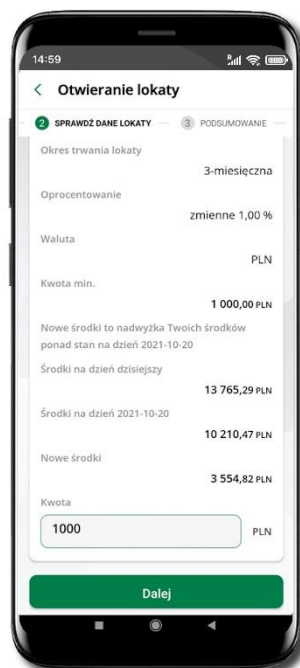 14:59
Otwieranie lokaty
2 SPRAWDŹ DANE LOKATY 3 PODSUMOWANIE
Okres trwania lokaty
3-miesięczna
Oprocentowanie
zmienne 1,00 %
Waluta
PLN
Kwota min.
1 000,00 PLN
Nowe środki to nadwyżka Twoich środków
ponad stan na dzień 2021-10-20
Środki na dzień dzisiejszy
13 765,29 PLN
Środki na dzień 2021-10-20
10 210,47 PLN
Nowe środki
3 554,82 PLN
Kwota
1000 PLN
Dalej